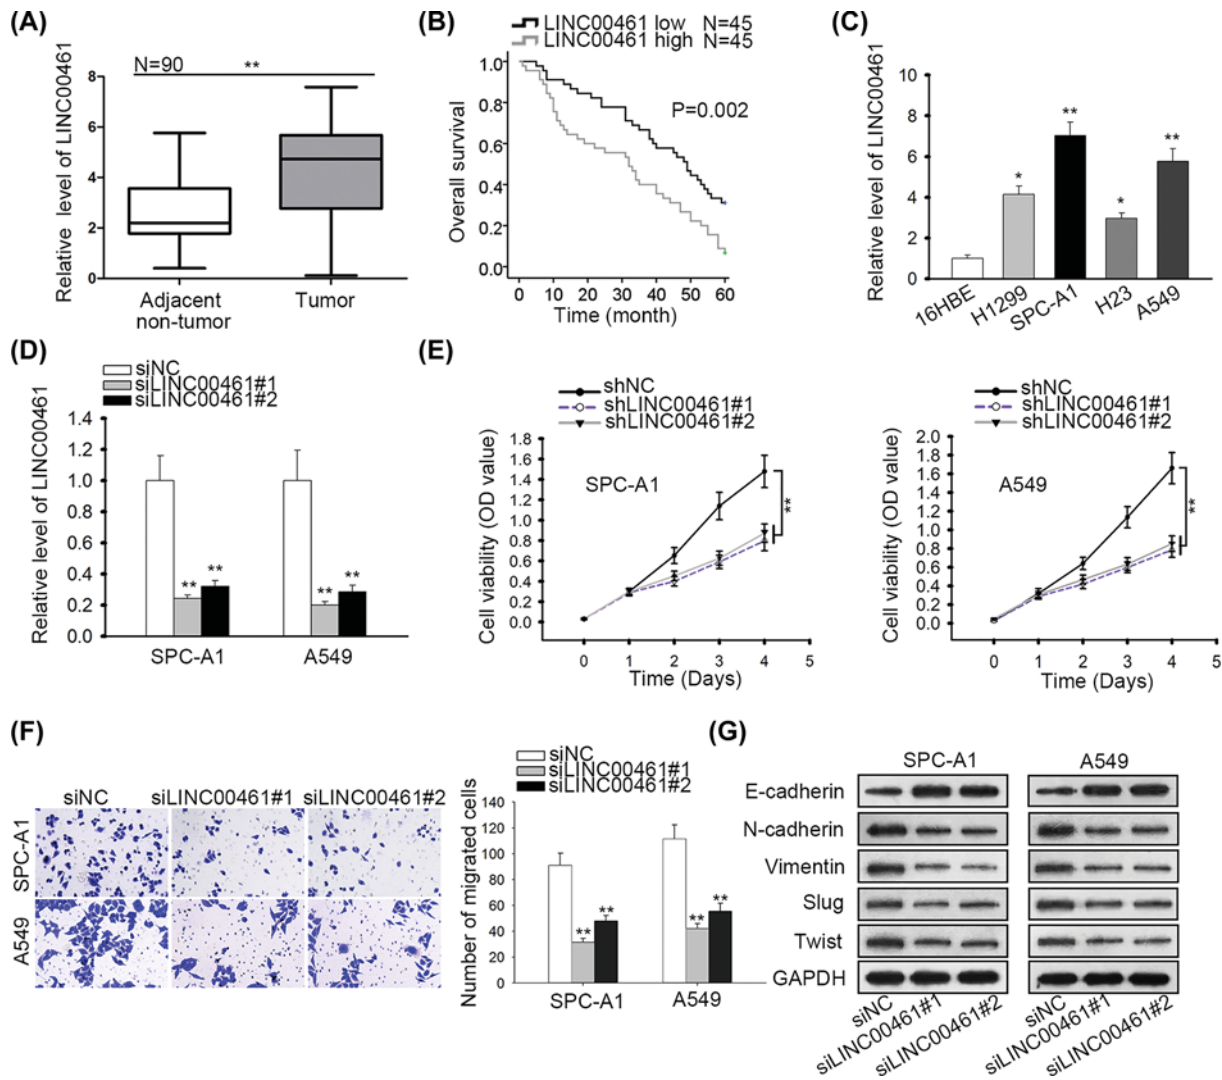 (A)
N=90
**
Relative level of LINC00461
8
6
4
2
0
Adjacent
non-tumor
Tumor
(B)
LINC00461 low N=45
LINC00461 high N=45
P=0.002
Overall survival
1.0
0.8
0.6
0.4
0.2
0.0
0 10 20 30 40 50 60
Time (month)
(C)
Relative level of LINC00461
10
8
6
4
2
0
*
**
*
**
16HBE
H1299
SPC-A1
H23
A549
(D)
siNC
siLINC00461#1
siLINC00461#2
Relative level of LINC00461
1.4
1.2
1.0
0.8
0.6
0.4
0.2
0.0
** **
** **
SPC-A1 A549
(E)
shNC
shLINC00461#1
shLINC00461#2
SPC-A1
Cell viability (OD value)
1.8
1.6
1.4
1.2
1.0
0.8
0.6
0.4
0.2
0.0
**
0 1 2 3 4 5
Time (Days)
shNC
shLINC00461#1
shLINC00461#2
A549
Cell viability (OD value)
2.0
1.8
1.6
1.4
1.2
1.0
0.8
0.6
0.4
0.2
0.0
**
0 1 2 3 4 5
Time (Days)
(F)
siNC siLINC00461#1 siLINC00461#2
SPC-A1
A549
siNC
siLINC00461#1
siLINC00461#2
Number of migrated cells
140
120
100
80
60
40
20
0
** **
** **
SPC-A1 A549
(G)
SPC-A1 A549
E-cadherin
N-cadherin
Vimentin
Slug
Twist
GAPDH
siNC
siLINC00461#1
siLINC00461#2
siNC
siLINC00461#1
siLINC00461#2